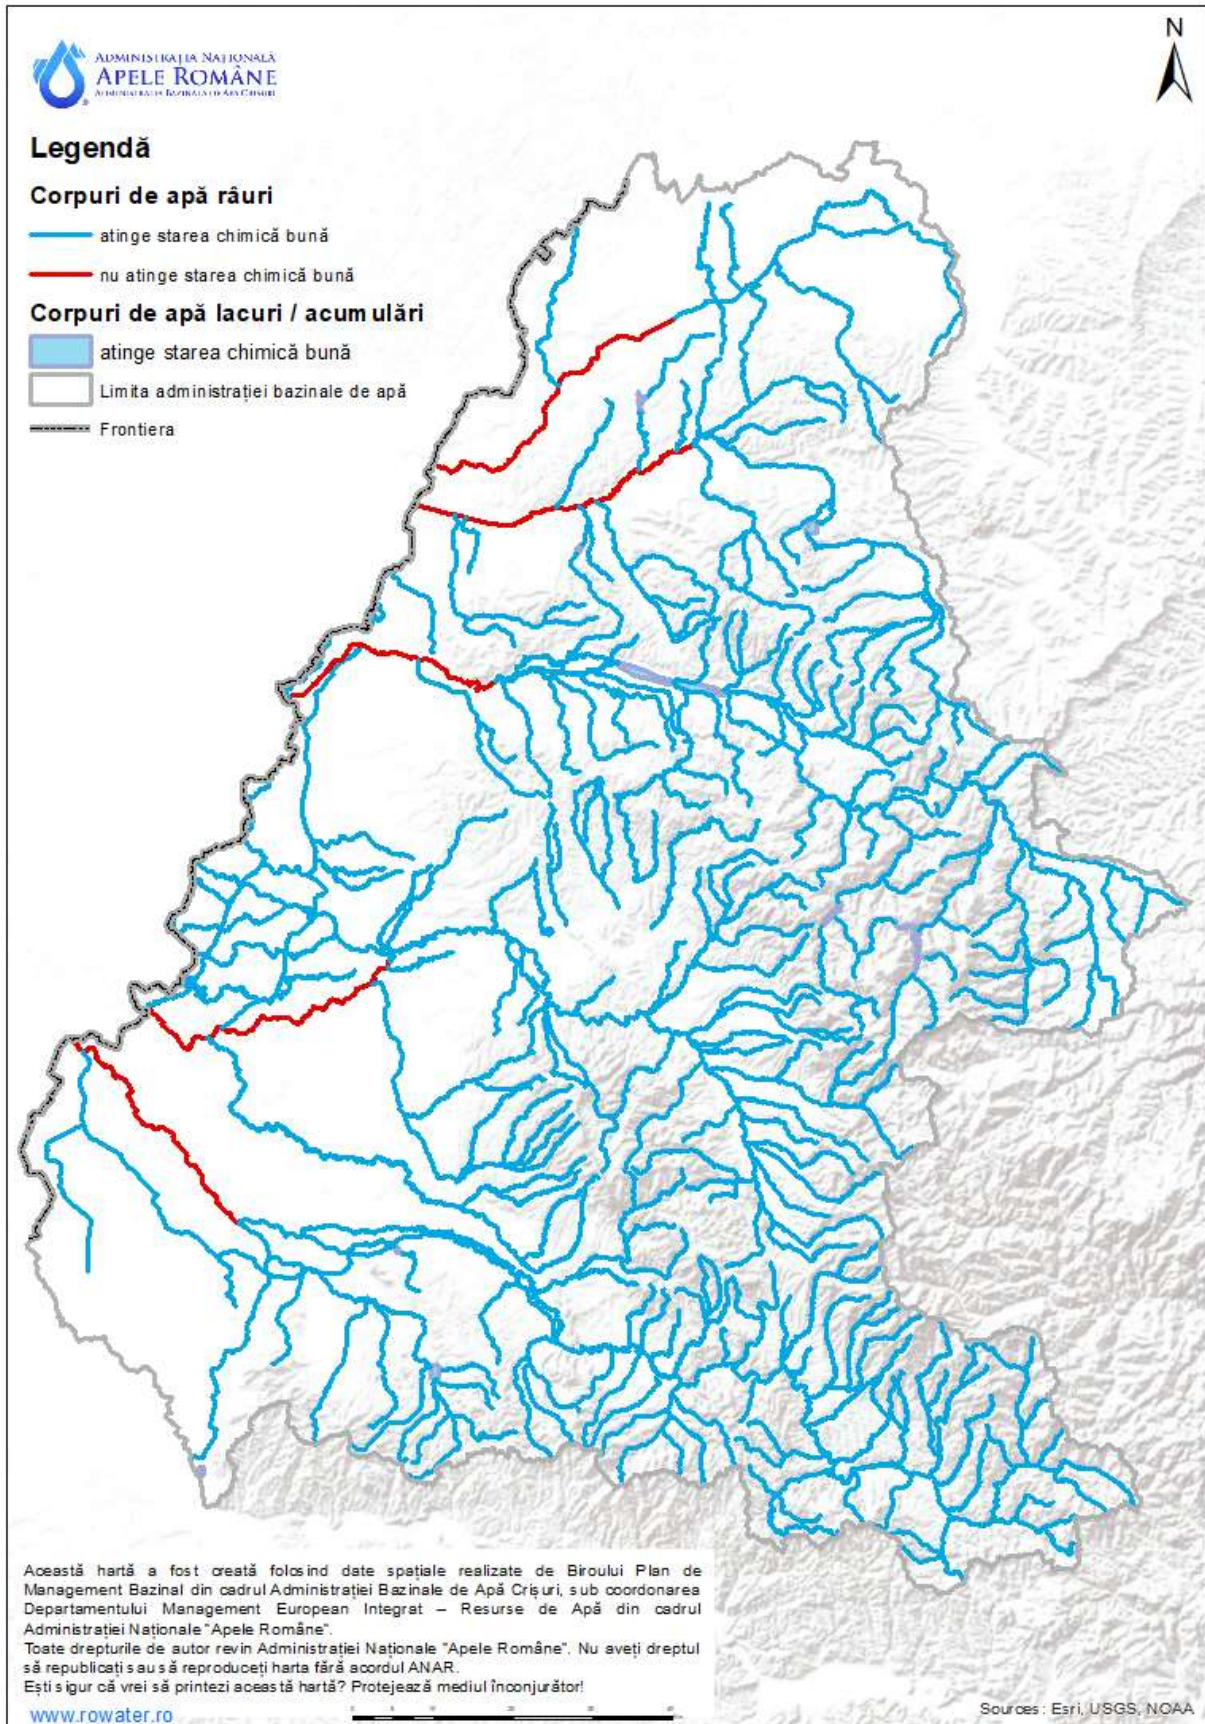 N
ADMINISTRAȚIA NAȚIONALĂ
APELE ROMÂNE
ADMINISTRAȚIA BAZINALĂ DE APĂ CRIȘURI
Legendă
Corpuri de apă râuri
atinge starea chimică bună
nu atinge starea chimică bună
Corpuri de apă lacuri / acumulări
atinge starea chimică bună
Limita administrației bazinale de apă
Frontiera
Această hartă a fost creată folosind date spațiale realizate de Biroului Plan de
Management Bazinal din cadrul Administrației Bazinale de Apă Crișuri, sub coordonarea
Departamentului Management European Integrat – Resurse de Apă din cadrul
Administrației Naționale "Apele Române".
Toate drepturile de autor revin Administrației Naționale "Apele Române". Nu aveți dreptul
să republicați sau să reproduceți harta fără acordul ANAR.
Ești sigur că vrei să printezi această hartă? Protejează mediul înconjurător!
www.rowater.ro
Sources: Esri, USGS, NOAA